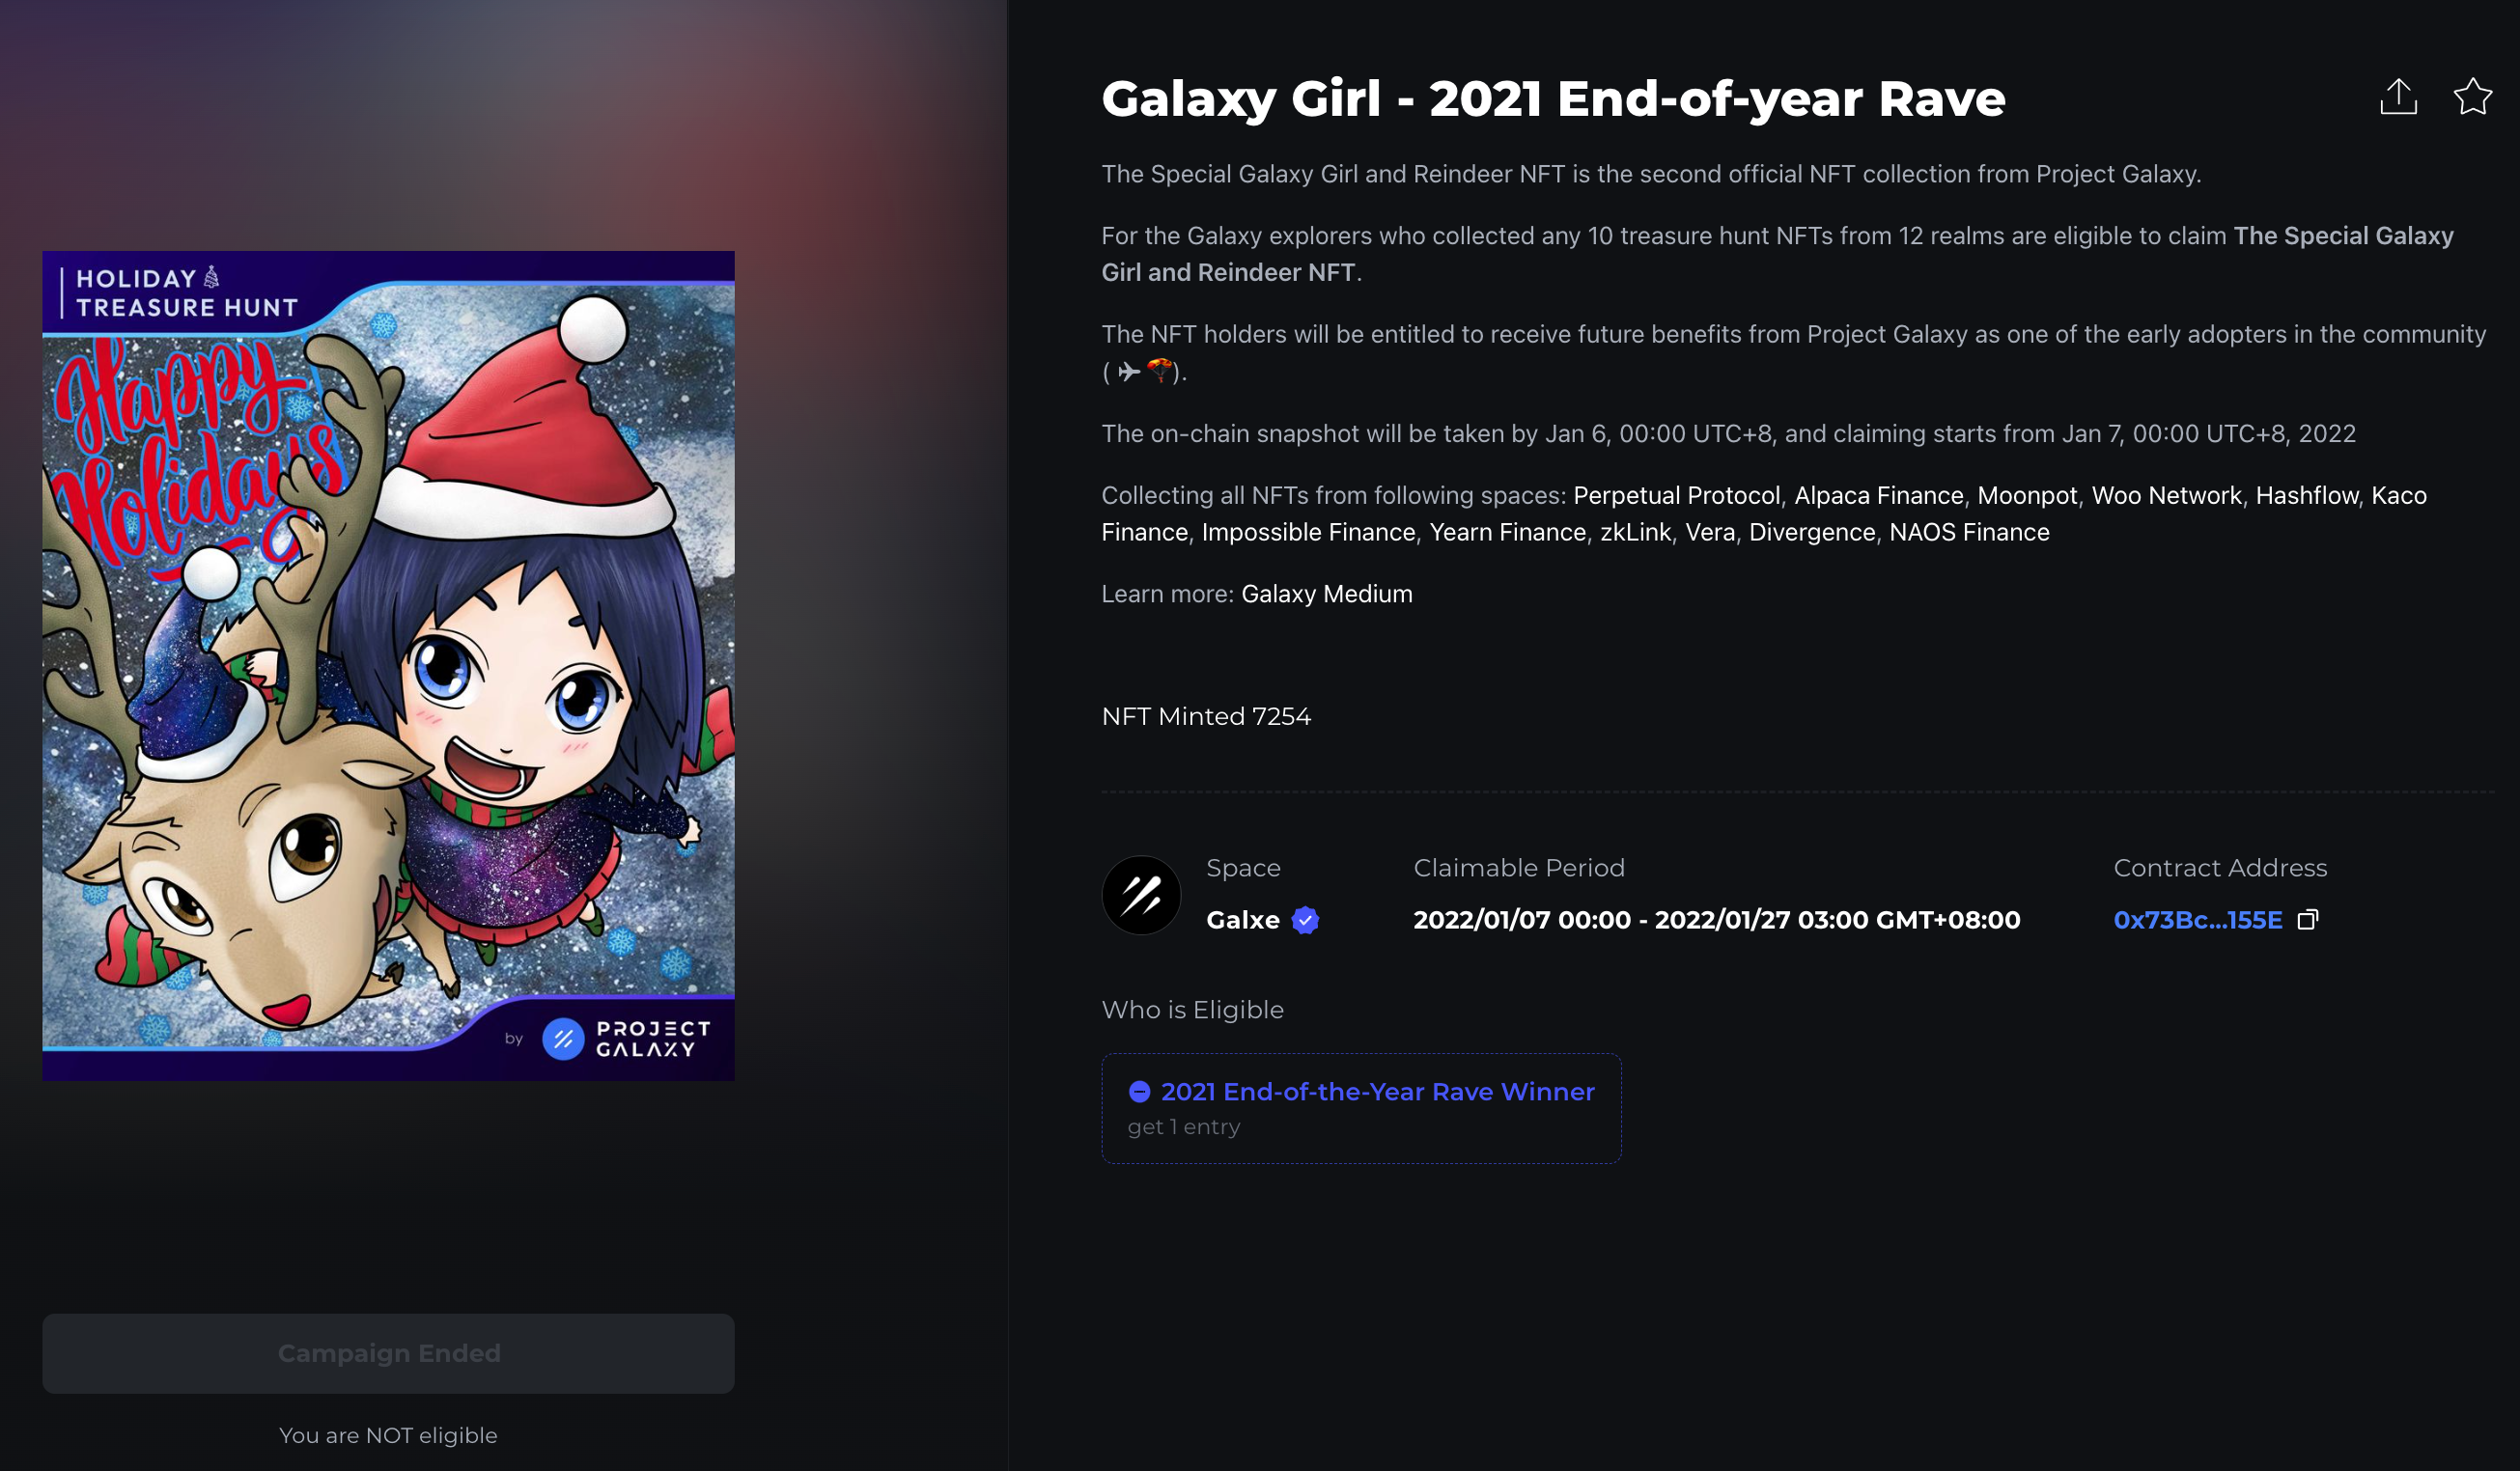 HOLIDAY
TREASURE HUNT
Happy
Holidays
by PROJECT
GALAXY
Campaign Ended
You are NOT eligible
Galaxy Girl - 2021 End-of-year Rave
The Special Galaxy Girl and Reindeer NFT is the second official NFT collection from Project Galaxy.
For the Galaxy explorers who collected any 10 treasure hunt NFTs from 12 realms are eligible to claim The Special Galaxy
Girl and Reindeer NFT.
The NFT holders will be entitled to receive future benefits from Project Galaxy as one of the early adopters in the community
( ✈ 🪂).
The on-chain snapshot will be taken by Jan 6, 00:00 UTC+8, and claiming starts from Jan 7, 00:00 UTC+8, 2022
Collecting all NFTs from following spaces: Perpetual Protocol, Alpaca Finance, Moonpot, Woo Network, Hashflow, Kaco
Finance, Impossible Finance, Yearn Finance, zkLink, Vera, Divergence, NAOS Finance
Learn more: Galaxy Medium
NFT Minted 7254
Space
Galxe
Claimable Period
2022/01/07 00:00 - 2022/01/27 03:00 GMT+08:00
Contract Address
0x73Bc...155E
Who is Eligible
2021 End-of-the-Year Rave Winner
get 1 entry